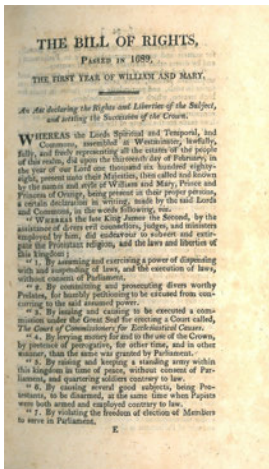 THE BILL OF RIGHTS,
PASSED IN 1689,
THE FIRST YEAR OF WILLIAM AND MARY.
An Act declaring the Rights and Liberties of the Subject,
and settling the Succession of the Crown.
WHEREAS the Lords Spiritual and Temporal, and
Commons, assembled at Westminster, lawfully,
fully, and freely representing all the estates of the people
of this realm, did upon the thirteenth day of February, in
the year of our Lord one thousand six hundred eighty-
eight, present unto their Majesties, then called and known
by the names and style of William and Mary, Prince and
Princess of Orange, being present in their proper persons,
a certain declaration in writing, made by the said Lords
and Commons, in the words following, viz.
" Whereas the late King James the Second, by the
assistance of divers evil counsellors, judges, and ministers
employed by him, did endeavour to subvert and extir-
pate the Protestant religion, and the laws and liberties of
this kingdom ;
" 1. By assuming and exercising a power of dispensing
with and suspending of laws, and the execution of laws,
without consent of Parliament.
" 2. By committing and prosecuting divers worthy
Prelates, for humbly petitioning to be excused from con-
curring to the said assumed power.
" 3. By issuing and causing to be executed a com-
mission under the Great Seal for erecting a Court called,
The Court of Commissioners for Ecclesiastical Causes.
" 4. By levying money for and to the use of the Crown,
by pretence of prerogative, for other time, and in other
manner, than the same was granted by Parliament.
" 5. By raising and keeping a standing army within
this kingdom in time of peace, without consent of Par-
liament, and quartering soldiers contrary to law.
" 6. By causing several good subjects, being Pro-
testants, to be disarmed, at the same time when Papists
were both armed and employed contrary to law.
" 7. By violating the freedom of election of Members
to serve in Parliament.
E